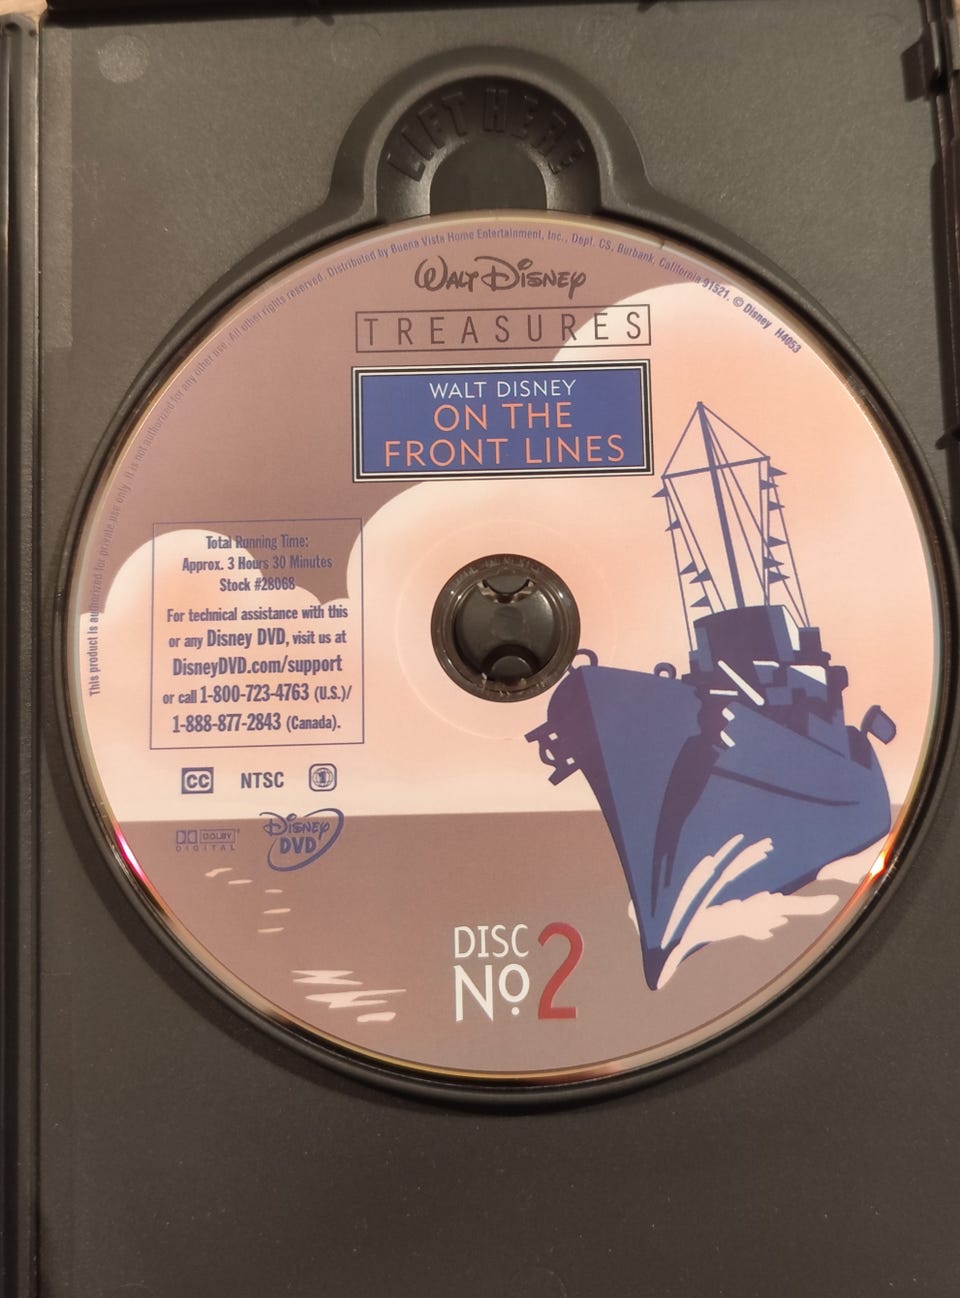 LIFT HERE
This product is authorized for private use only. It is not authorized for any other use. All other rights reserved. Distributed by Buena Vista Home Entertainment, Inc., Dept. CS, Burbank, California 91521. © Disney H4053
WALT DISNEY
TREASURES
WALT DISNEY
ON THE
FRONT LINES
Total Running Time:
Approx. 3 Hours 30 Minutes
Stock #28068
For technical assistance with this
or any Disney DVD, visit us at
DisneyDVD.com/support
or call 1-800-723-4763 (U.S.)/
1-888-877-2843 (Canada).
CC NTSC 1
DOLBY
DIGITAL
DISNEY
DVD
DISC
No. 2